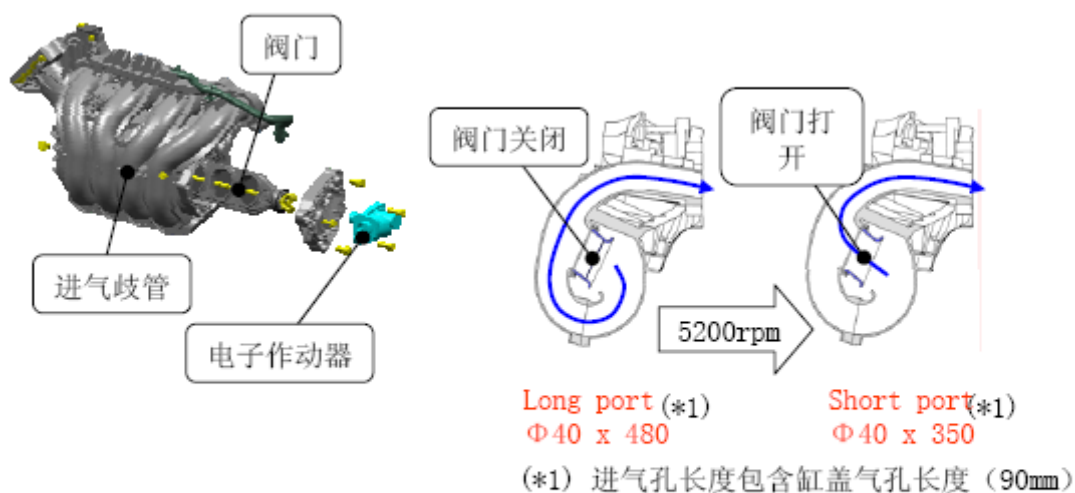 阀门
进气歧管
电子作动器
阀门关闭
阀门打
开
5200rpm
Long port (*1)
Φ40 x 480
Short port (*1)
Φ40 x 350
(*1) 进气孔长度包含缸盖气孔长度（90mm）